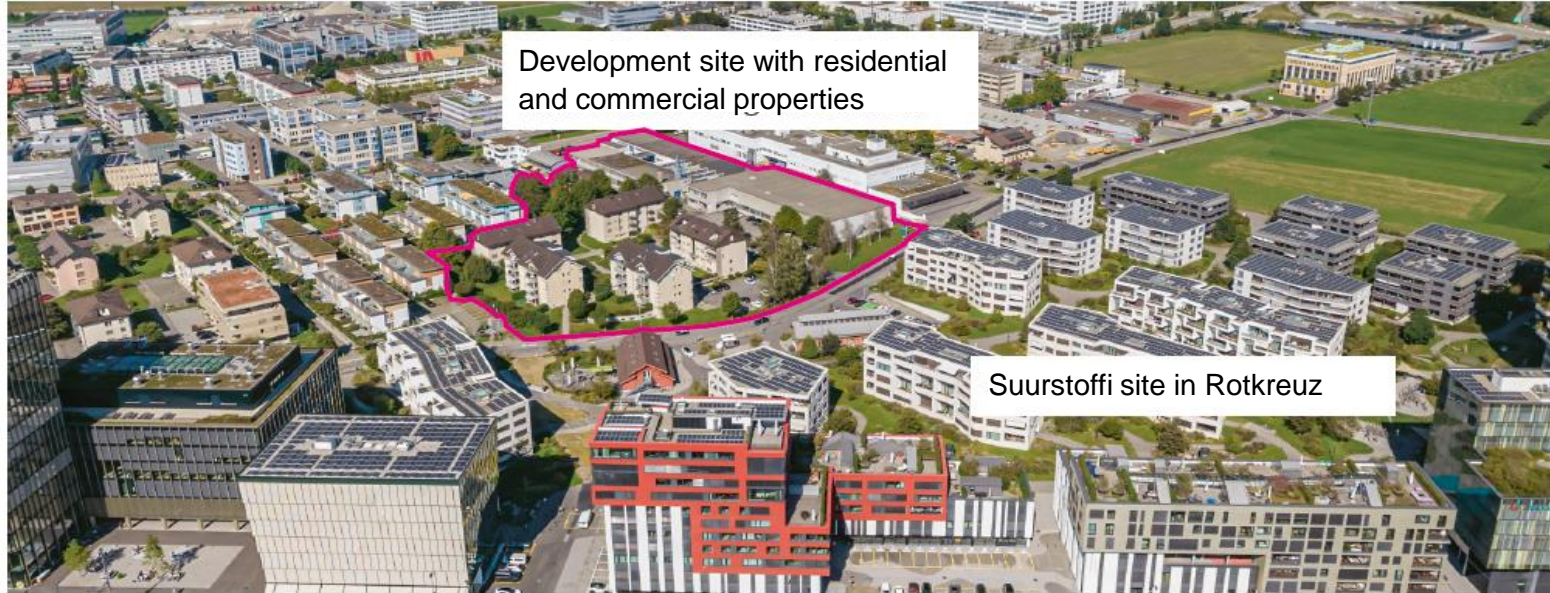 Development site with residential
and commercial properties
Suurstoffi site in Rotkreuz